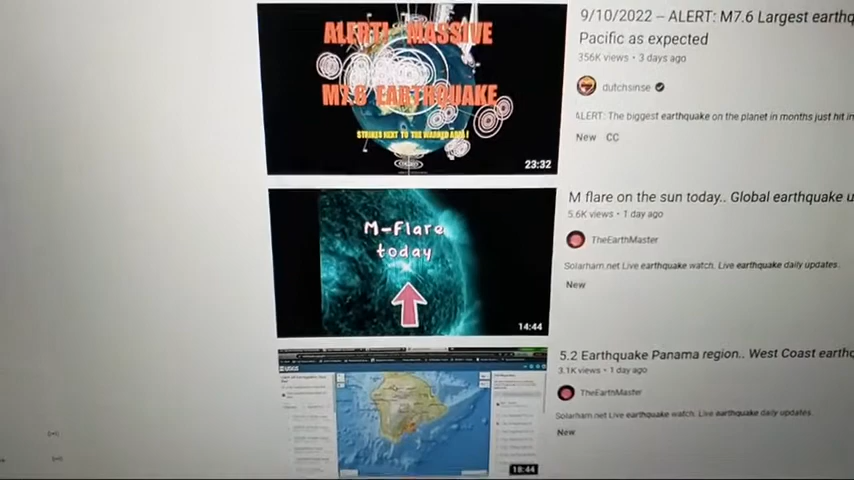 ALERT! MASSIVE
M7.6 EARTHQUAKE
STRIKES NEXT TO THE WARNED AREA!
23:32
9/10/2022 – ALERT: M7.6 Largest earthq
Pacific as expected
356K views • 3 days ago
dutchsinse
ALERT: The biggest earthquake on the planet in months just hit in
New CC
M-Flare
today
14:44
M flare on the sun today.. Global earthquake u
5.6K views • 1 day ago
TheEarthMaster
Solarham.net Live earthquake watch. Live earthquake daily updates.
New
USGS
18:44
5.2 Earthquake Panama region.. West Coast earth
3.1K views • 1 day ago
TheEarthMaster
Solarham.net Live earthquake watch. Live earthquake daily updates.
New